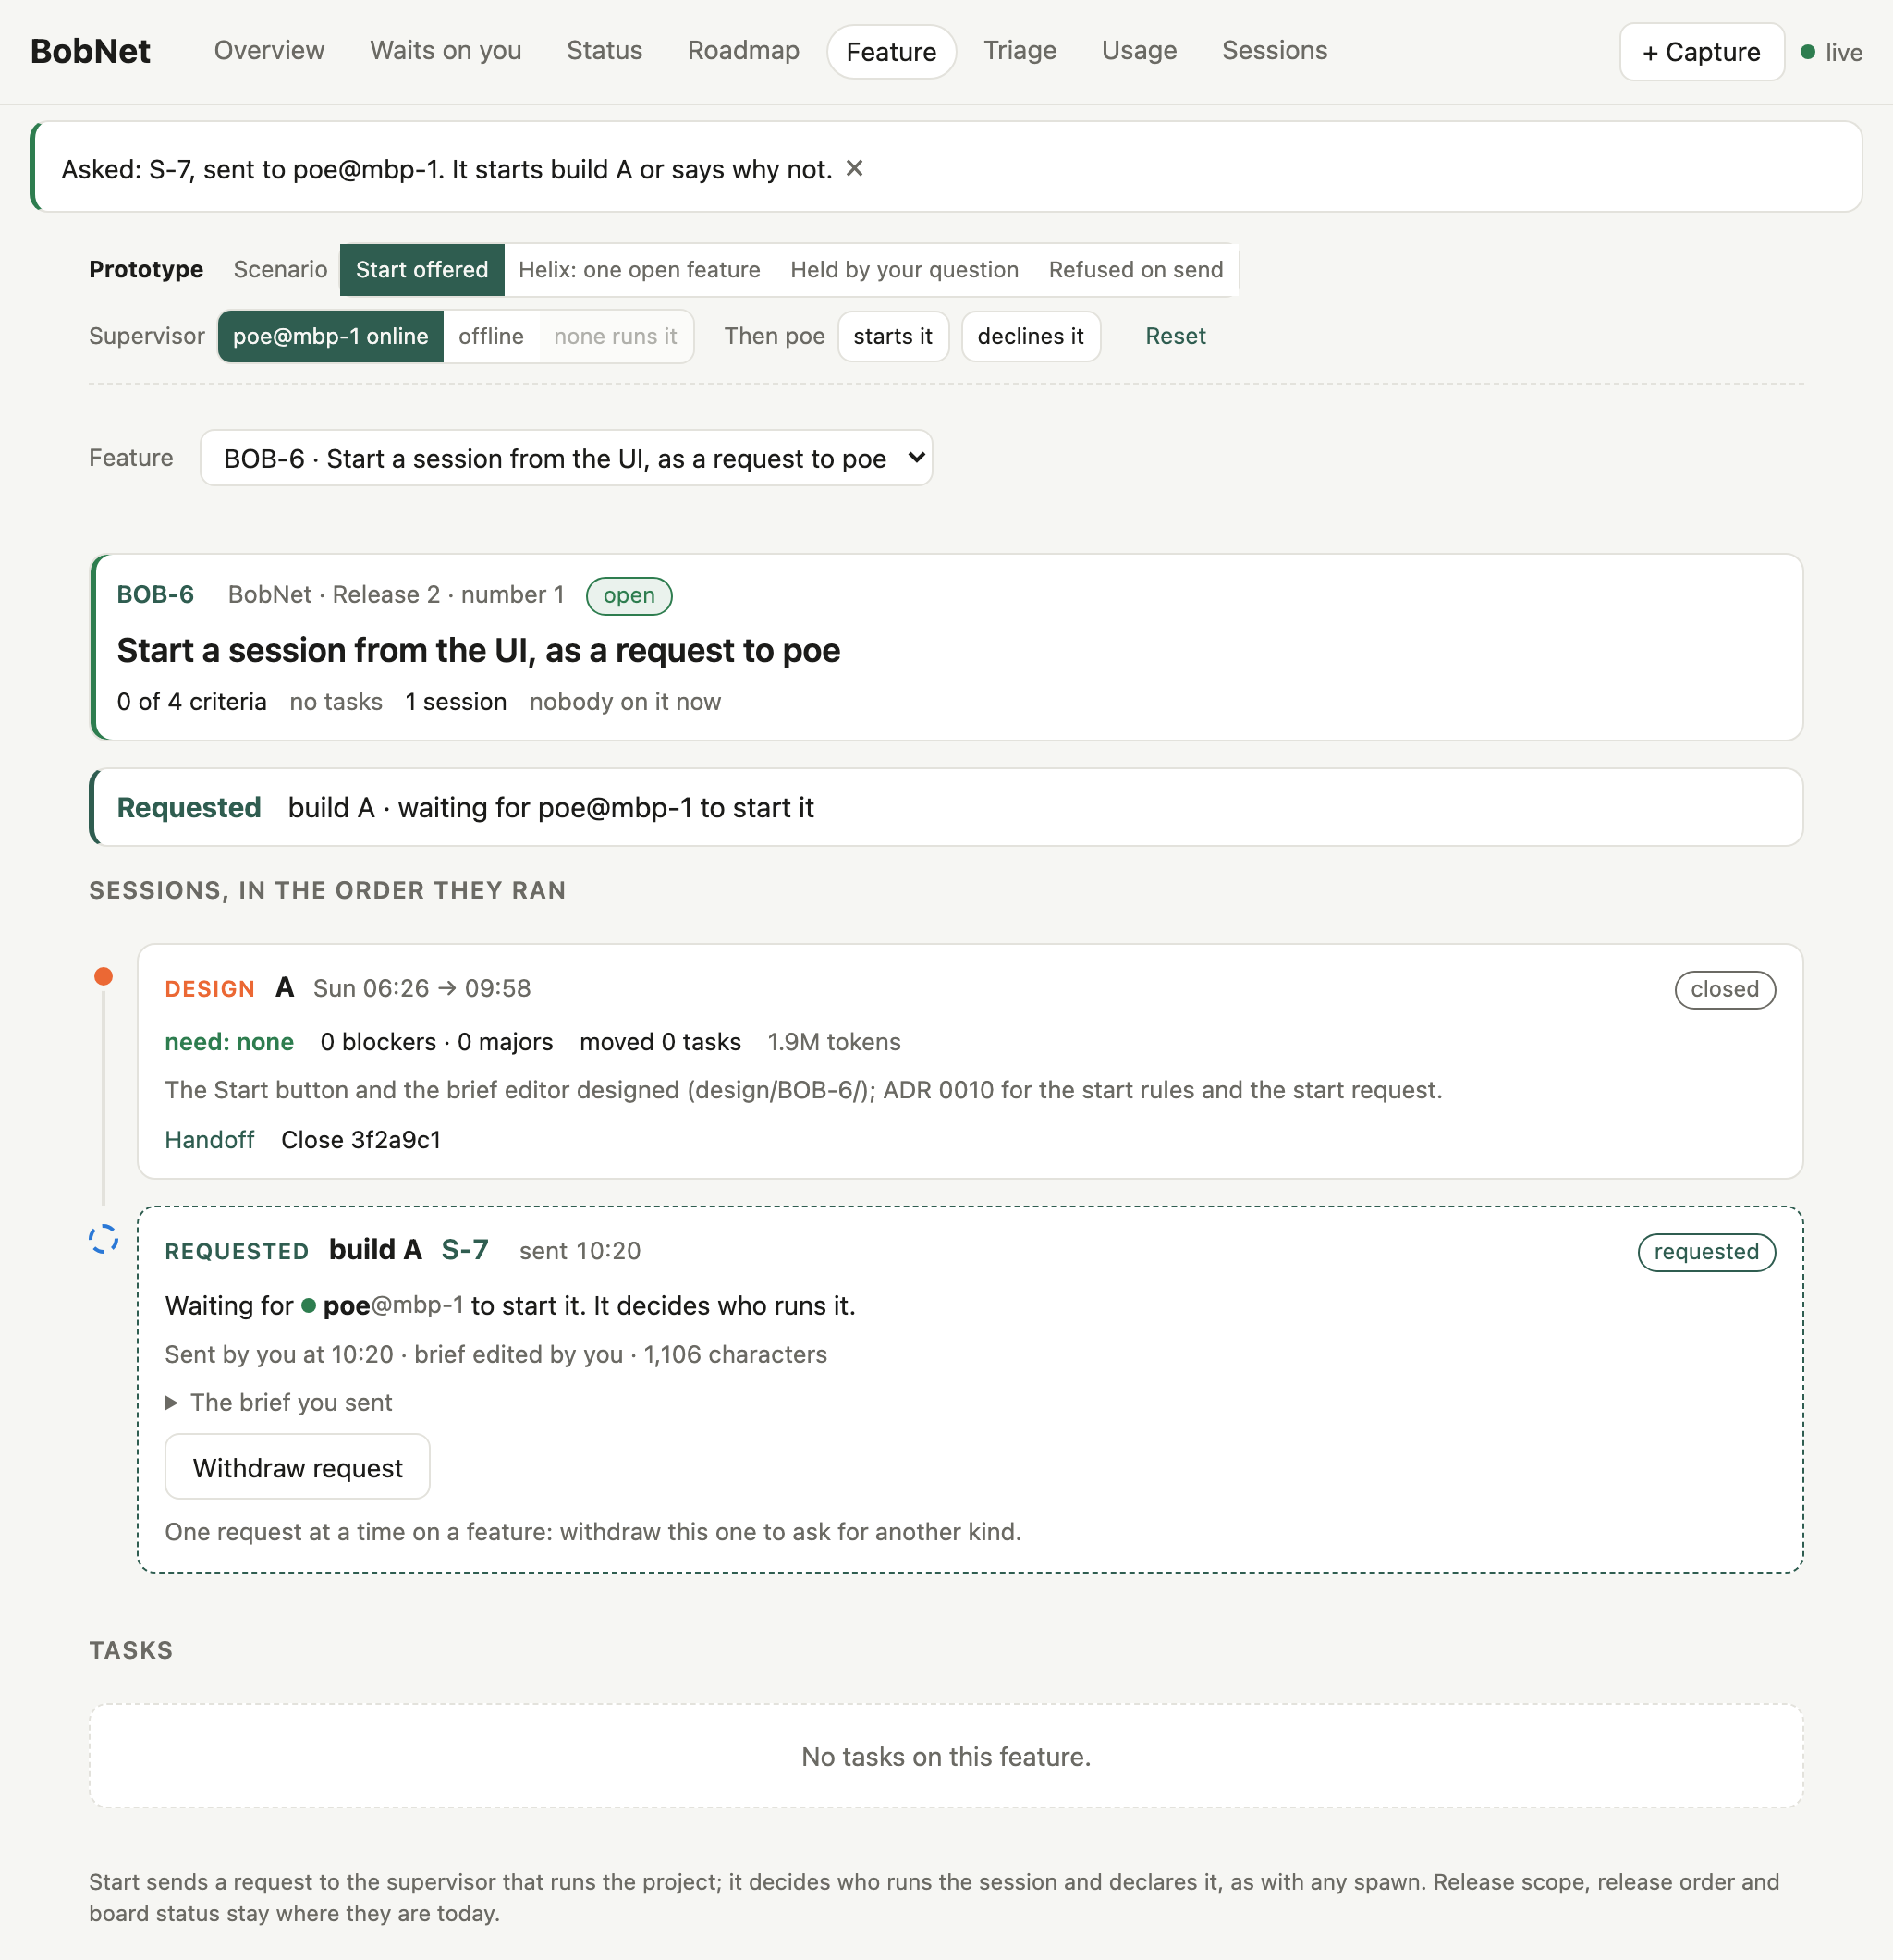 BobNet Overview Waits on you Status Roadmap Feature Triage Usage Sessions + Capture live
Asked: S-7, sent to poe@mbp-1. It starts build A or says why not. ×
Prototype Scenario Start offered Helix: one open feature Held by your question Refused on send
Supervisor poe@mbp-1 online offline none runs it Then poe starts it declines it Reset
Feature BOB-6 · Start a session from the UI, as a request to poe
BOB-6 BobNet · Release 2 · number 1 open
Start a session from the UI, as a request to poe
0 of 4 criteria no tasks 1 session nobody on it now
Requested build A · waiting for poe@mbp-1 to start it
SESSIONS, IN THE ORDER THEY RAN
DESIGN A Sun 06:26 → 09:58 closed
need: none 0 blockers · 0 majors moved 0 tasks 1.9M tokens
The Start button and the brief editor designed (design/BOB-6/); ADR 0010 for the start rules and the start request.
Handoff Close 3f2a9c1
REQUESTED build A S-7 sent 10:20 requested
Waiting for poe@mbp-1 to start it. It decides who runs it.
Sent by you at 10:20 · brief edited by you · 1,106 characters
▶ The brief you sent
Withdraw request
One request at a time on a feature: withdraw this one to ask for another kind.
TASKS
No tasks on this feature.
Start sends a request to the supervisor that runs the project; it decides who runs the session and declares it, as with any spawn. Release scope, release order and
board status stay where they are today.